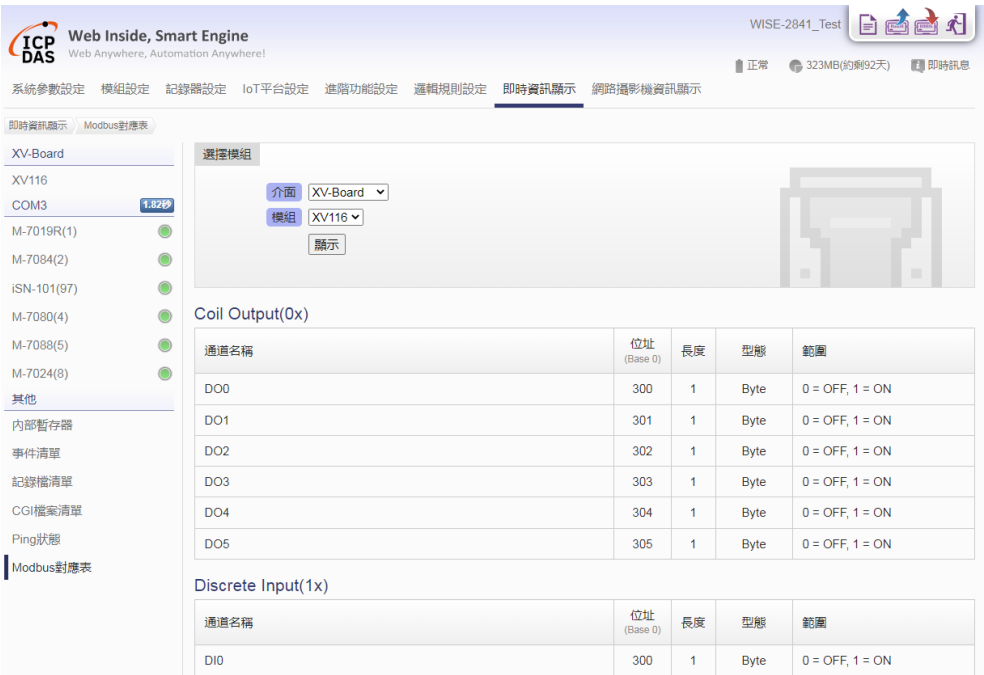 ICP DAS
Web Inside, Smart Engine
Web Anywhere, Automation Anywhere!
WISE-2841_Test
正常 323MB(約剩92天) 即時訊息
系統參數設定 模組設定 記錄器設定 IoT平台設定 進階功能設定 邏輯規則設定 即時資訊顯示 網路攝影機資訊顯示
即時資訊顯示 Modbus對應表
XV-Board
XV116
COM3 1.82秒
M-7019R(1)
M-7084(2)
iSN-101(97)
M-7080(4)
M-7088(5)
M-7024(8)
其他
內部暫存器
事件清單
記錄檔清單
CGI檔案清單
Ping狀態
Modbus對應表
選擇模組
介面 XV-Board
模組 XV116
顯示
Coil Output(0x)
通道名稱 位址 (Base 0) 長度 型態 範圍
DO0 300 1 Byte 0 = OFF, 1 = ON
DO1 301 1 Byte 0 = OFF, 1 = ON
DO2 302 1 Byte 0 = OFF, 1 = ON
DO3 303 1 Byte 0 = OFF, 1 = ON
DO4 304 1 Byte 0 = OFF, 1 = ON
DO5 305 1 Byte 0 = OFF, 1 = ON
Discrete Input(1x)
通道名稱 位址 (Base 0) 長度 型態 範圍
DI0 300 1 Byte 0 = OFF, 1 = ON